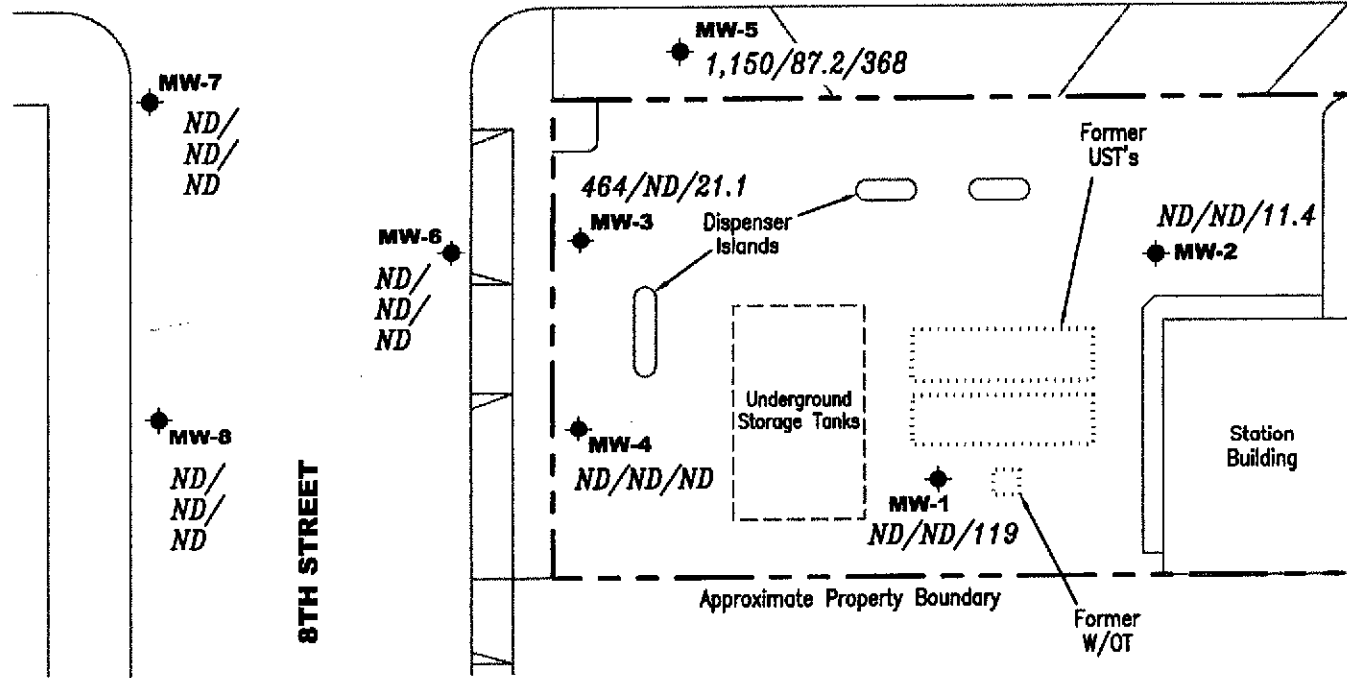 MW-5
1,150/87.2/368
MW-7
ND/
ND/
ND
Former
UST's
464/ND/21.1
MW-3
Dispenser
Islands
ND/ND/11.4
MW-2
MW-6
ND/
ND/
ND
Underground
Storage Tanks
MW-8
ND/
ND/
ND
MW-4
ND/ND/ND
Station
Building
MW-1
ND/ND/119
8TH STREET
Approximate Property Boundary
Former
W/OT